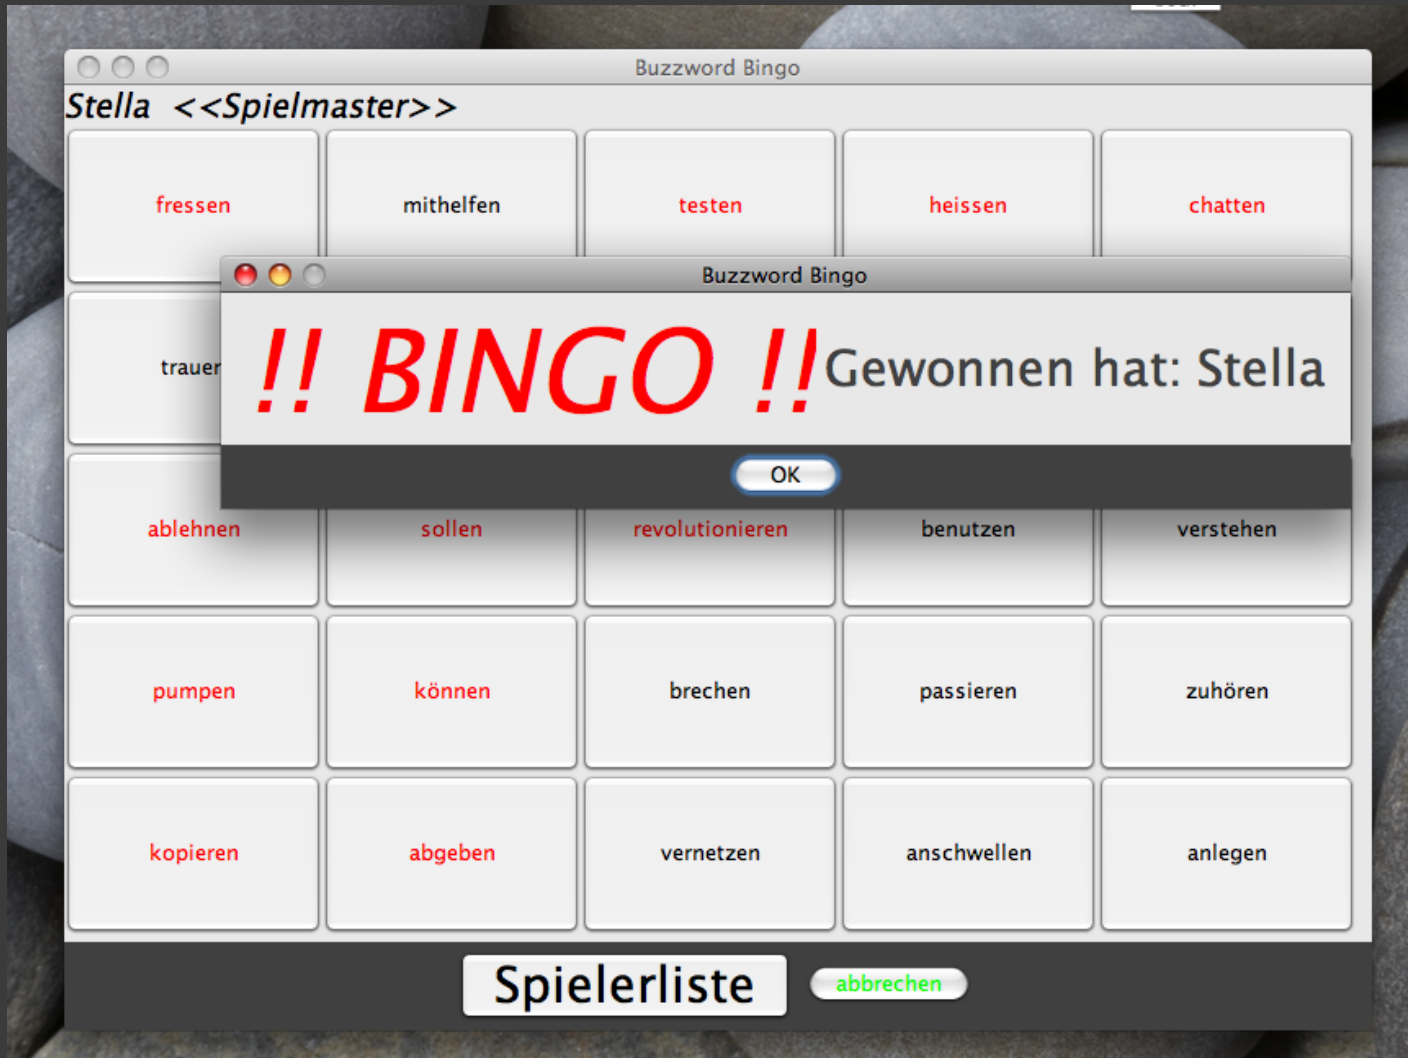 Buzzword Bingo
Stella <<Spielmaster>>
fressen mithelfen testen heissen chatten
Buzzword Bingo
!! BINGO !! Gewonnen hat: Stella
OK
ablehnen sollen revolutionieren benutzen verstehen
pumpen können brechen passieren zuhören
kopieren abgeben vernetzen anschwellen anlegen
Spielerliste abbrechen